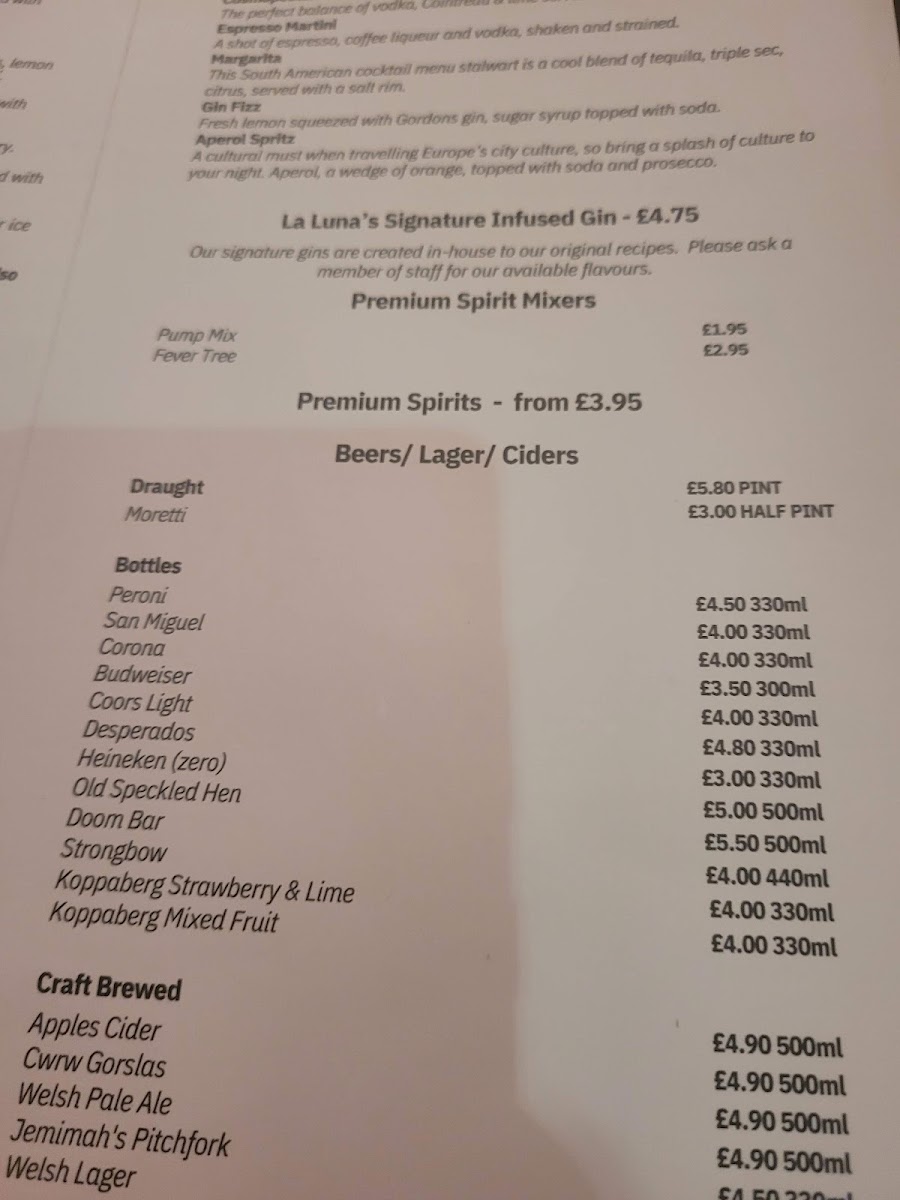 with
The perfect balance of vodka, Cointreau & lime
Espresso Martini
A shot of espresso, coffee liqueur and vodka, shaken and strained.
Margarita
This South American cocktail menu stalwart is a cool blend of tequila, triple sec,
citrus, served with a salt rim.
Gin Fizz
Fresh lemon squeezed with Gordons gin, sugar syrup topped with soda.
Aperol Spritz
A cultural must when travelling Europe's city culture, so bring a splash of culture to
your night. Aperol, a wedge of orange, topped with soda and prosecco.
lemon
with
with
ice
La Luna's Signature Infused Gin - £4.75
Our signature gins are created in-house to our original recipes. Please ask a
member of staff for our available flavours.
Premium Spirit Mixers
Pump Mix £1.95
Fever Tree £2.95
Premium Spirits - from £3.95
Beers/ Lager/ Ciders
Draught £5.80 PINT
Moretti £3.00 HALF PINT
Bottles
Peroni £4.50 330ml
San Miguel £4.00 330ml
Corona £4.00 330ml
Budweiser £3.50 300ml
Coors Light £4.00 330ml
Desperados £4.80 330ml
Heineken (zero) £3.00 330ml
Old Speckled Hen £5.00 500ml
Doom Bar £5.50 500ml
Strongbow £4.00 440ml
Koppaberg Strawberry & Lime £4.00 330ml
Koppaberg Mixed Fruit £4.00 330ml
Craft Brewed
Apples Cider £4.90 500ml
Cwrw Gorslas £4.90 500ml
Welsh Pale Ale £4.90 500ml
Jemimah's Pitchfork £4.90 500ml
Welsh Lager £4.50 330ml